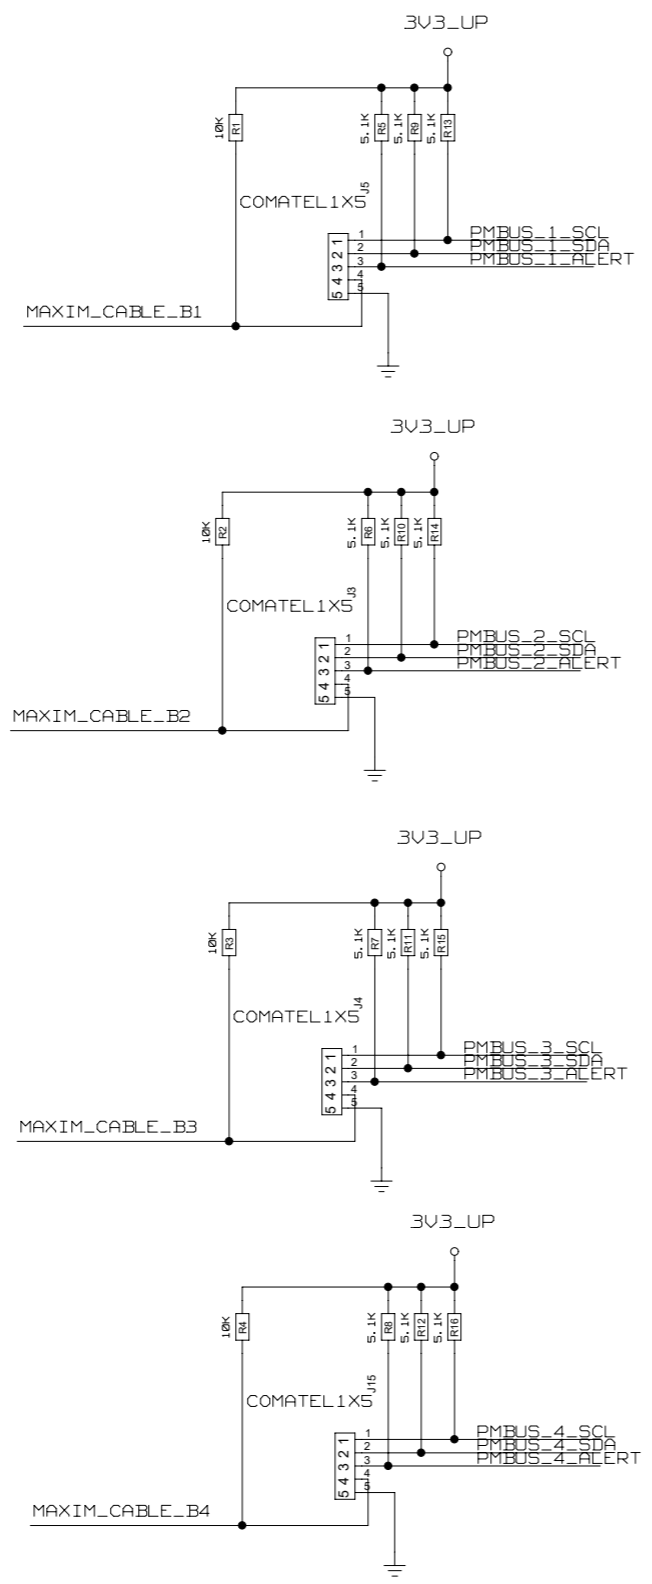 3V3_UP
10K R1 5.1K R5 5.1K R9 5.1K R13
COMATEL1X5 J5
1 1 PMBUS_1_SCL
2 2 PMBUS_1_SDA
3 3 PMBUS_1_ALERT
4 4
5 5
MAXIM_CABLE_B1
3V3_UP
10K R2 5.1K R6 5.1K R10 5.1K R14
COMATEL1X5 J3
1 1 PMBUS_2_SCL
2 2 PMBUS_2_SDA
3 3 PMBUS_2_ALERT
4 4
5 5
MAXIM_CABLE_B2
3V3_UP
10K R3 5.1K R7 5.1K R11 5.1K R15
COMATEL1X5 J4
1 1 PMBUS_3_SCL
2 2 PMBUS_3_SDA
3 3 PMBUS_3_ALERT
4 4
5 5
MAXIM_CABLE_B3
3V3_UP
10K R4 5.1K R8 5.1K R12 5.1K R16
COMATEL1X5 J15
1 1 PMBUS_4_SCL
2 2 PMBUS_4_SDA
3 3 PMBUS_4_ALERT
4 4
5 5
MAXIM_CABLE_B4